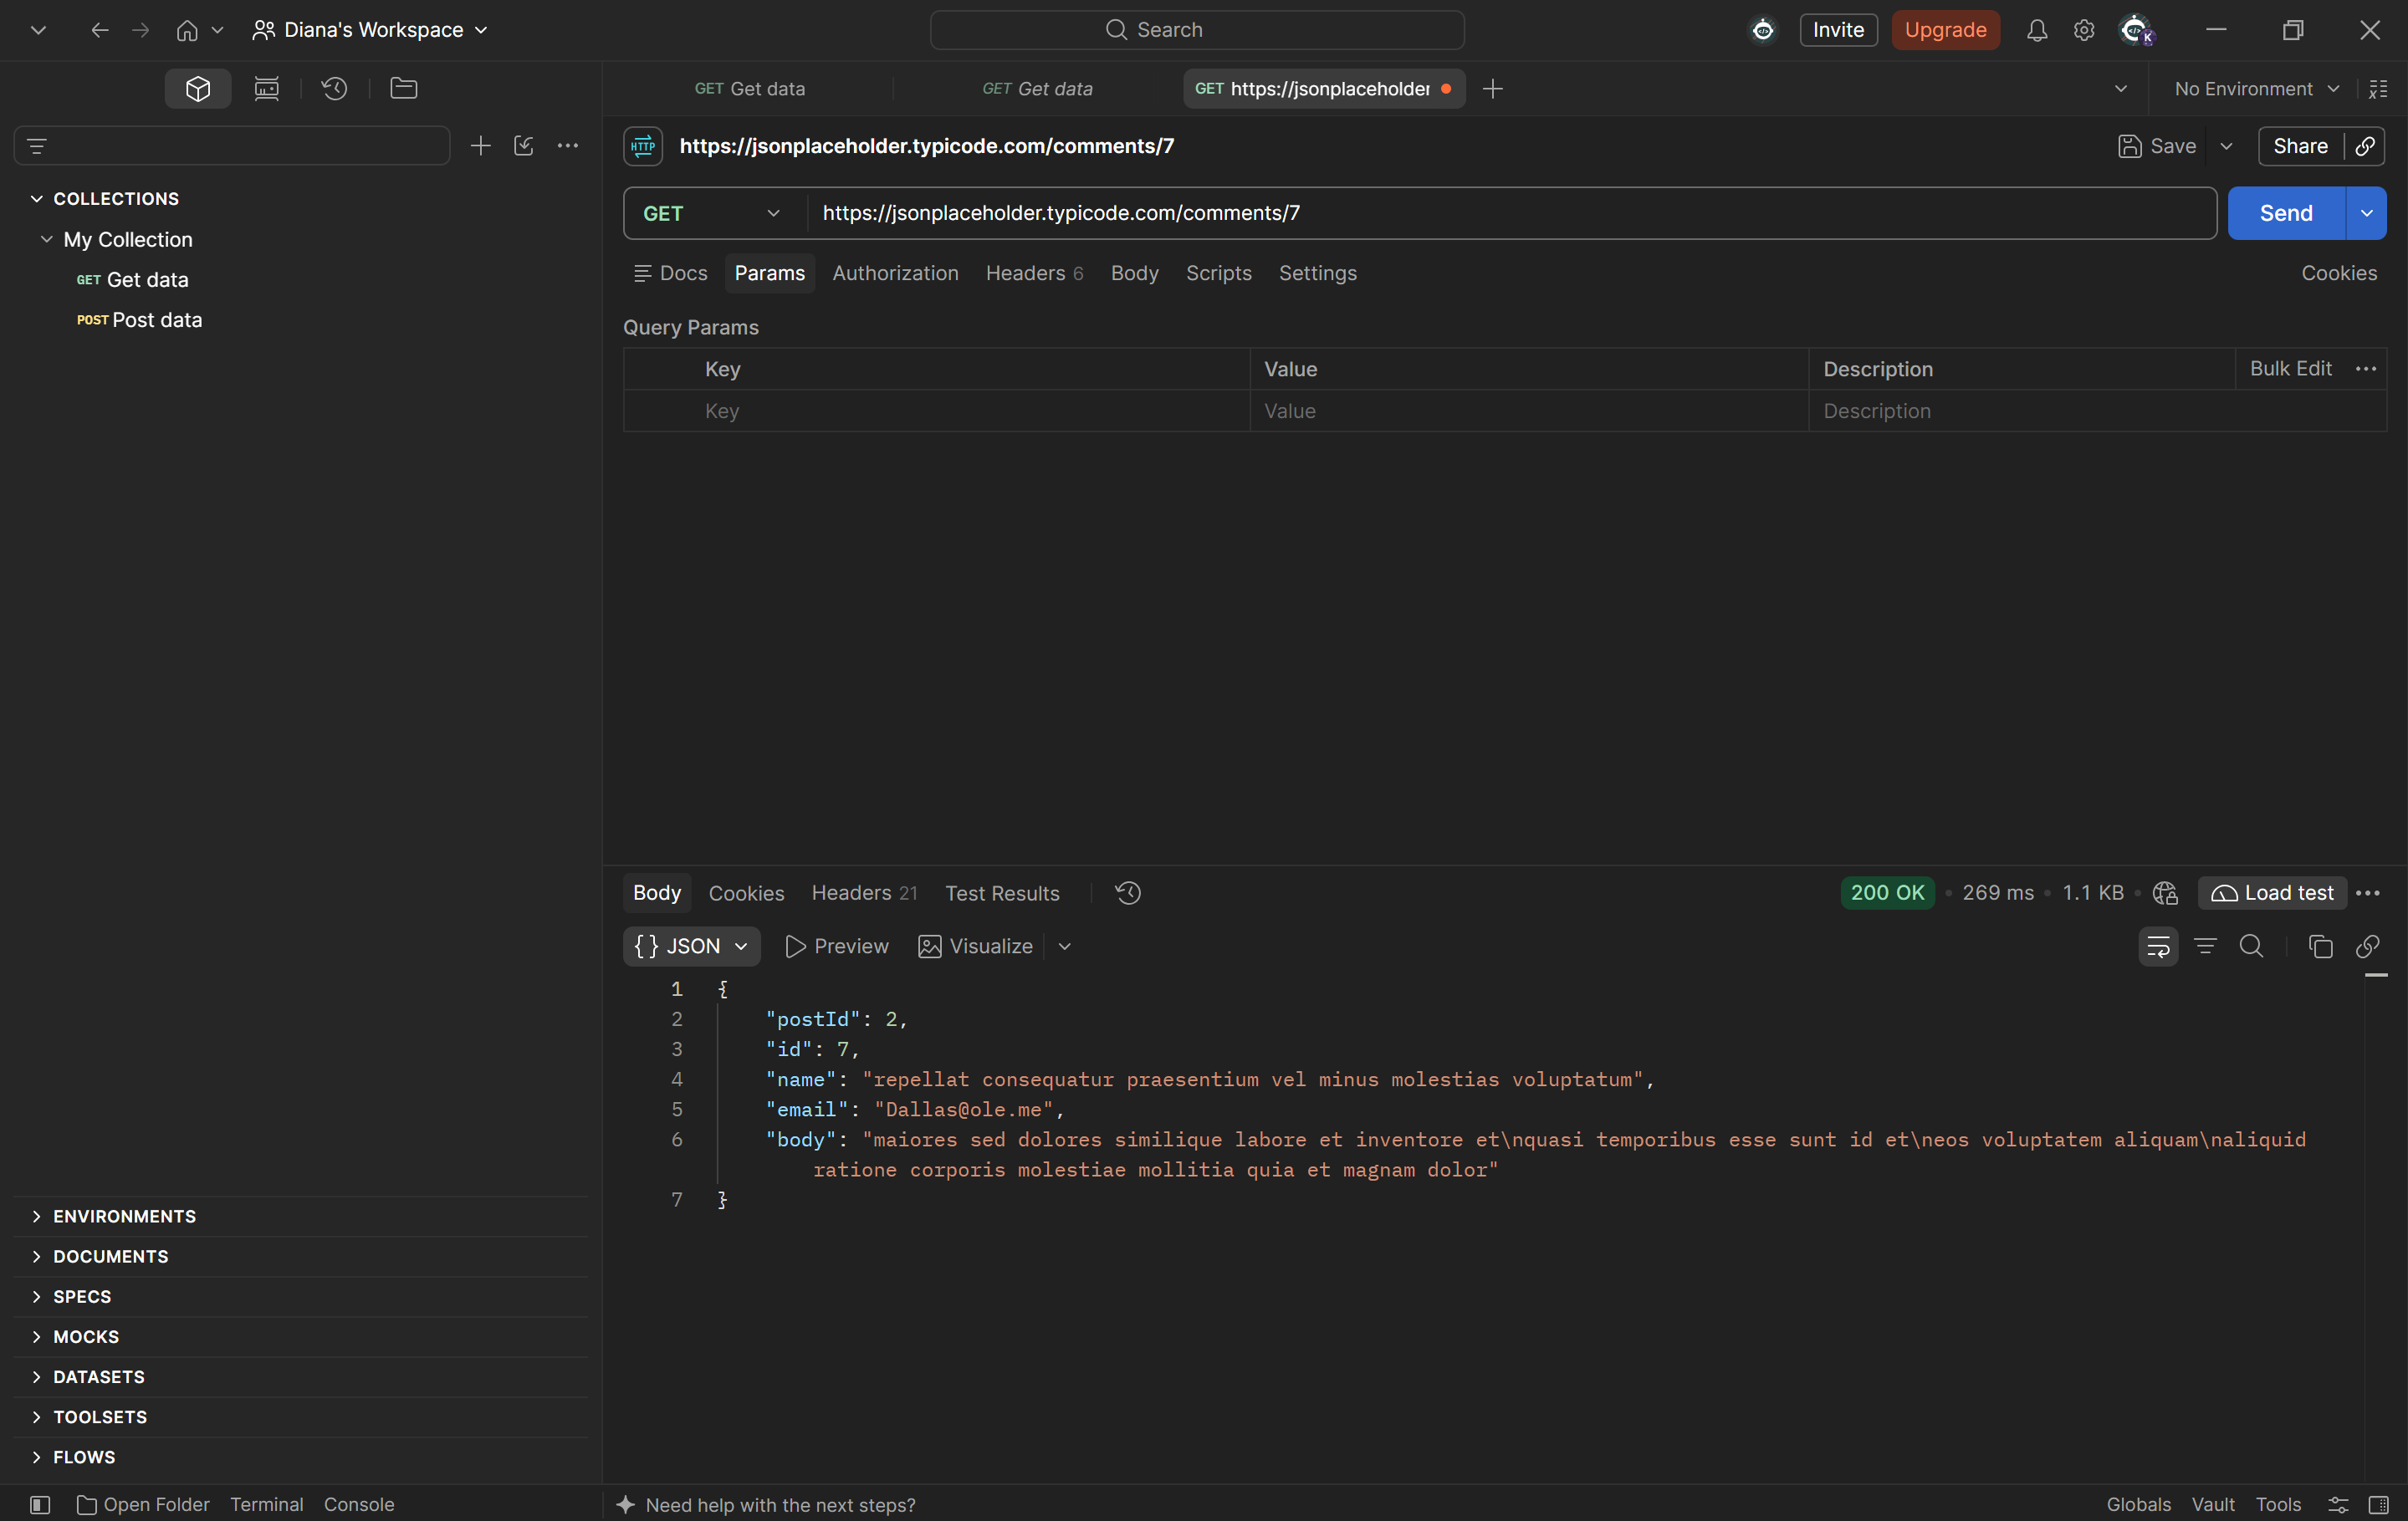 Diana's Workspace
Search
Invite
Upgrade
K
GET Get data
GET Get data
GET https://jsonplaceholder
No Environment
HTTP
https://jsonplaceholder.typicode.com/comments/7
Save
Share
COLLECTIONS
My Collection
GET Get data
POST Post data
GET
https://jsonplaceholder.typicode.com/comments/7
Send
Docs Params Authorization Headers 6 Body Scripts Settings
Cookies
Query Params
Key Value Description Bulk Edit
Key Value Description
Body Cookies Headers 21 Test Results
200 OK • 269 ms • 1.1 KB •
Load test
{ } JSON Preview Visualize
1 {
2 "postId": 2,
3 "id": 7,
4 "name": "repellat consequatur praesentium vel minus molestias voluptatum",
5 "email": "Dallas@ole.me",
6 "body": "maiores sed dolores similique labore et inventore et\nquasi temporibus esse sunt id et\neos voluptatem aliquam\naliquid
ratione corporis molestiae mollitia quia et magnam dolor"
7 }
ENVIRONMENTS
DOCUMENTS
SPECS
MOCKS
DATASETS
TOOLSETS
FLOWS
Open Folder Terminal Console
Need help with the next steps?
Globals Vault Tools